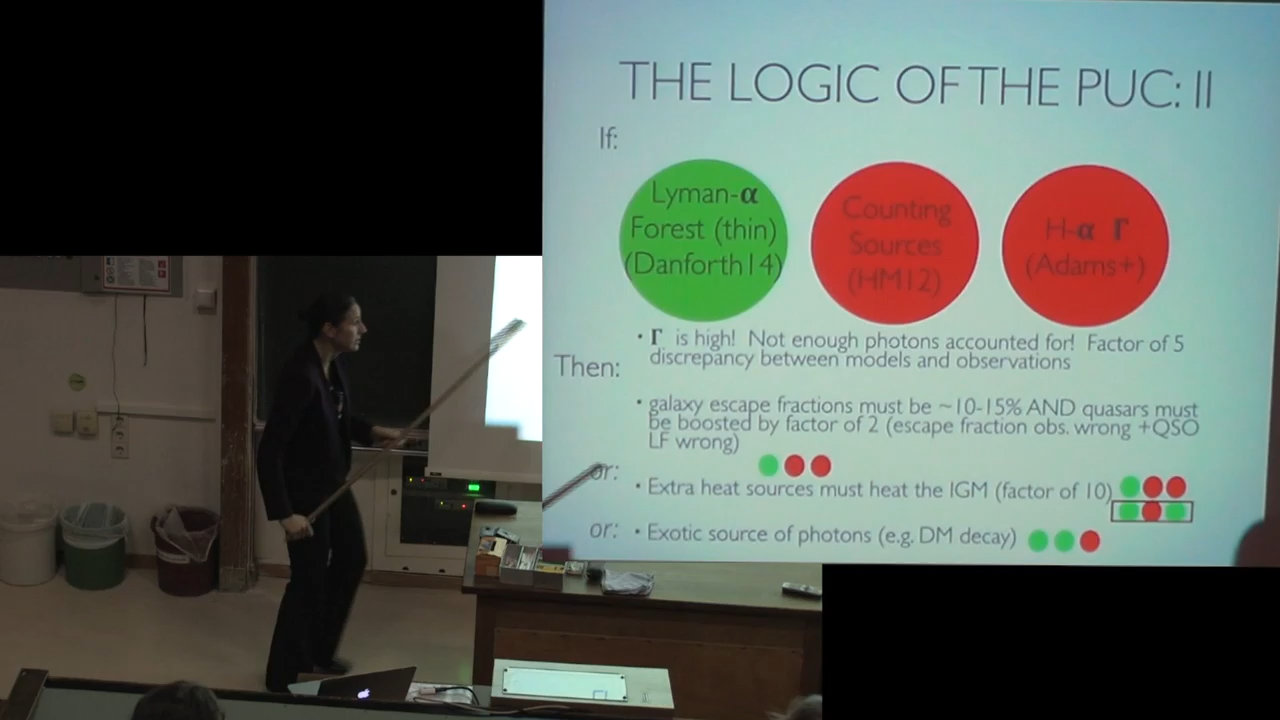 THE LOGIC OF THE PUC: II
If:
Lyman-α
Forest (thin)
(Danforth14)
Counting
Sources
(HM12)
H-α Γ
(Adams+)
• Γ is high! Not enough photons accounted for! Factor of 5
discrepancy between models and observations
Then:
• galaxy escape fractions must be ~10-15% AND quasars must
be boosted by factor of 2 (escape fraction obs. wrong +QSO
LF wrong)
or:
• Extra heat sources must heat the IGM (factor of 10)
or:
• Exotic source of photons (e.g. DM decay)